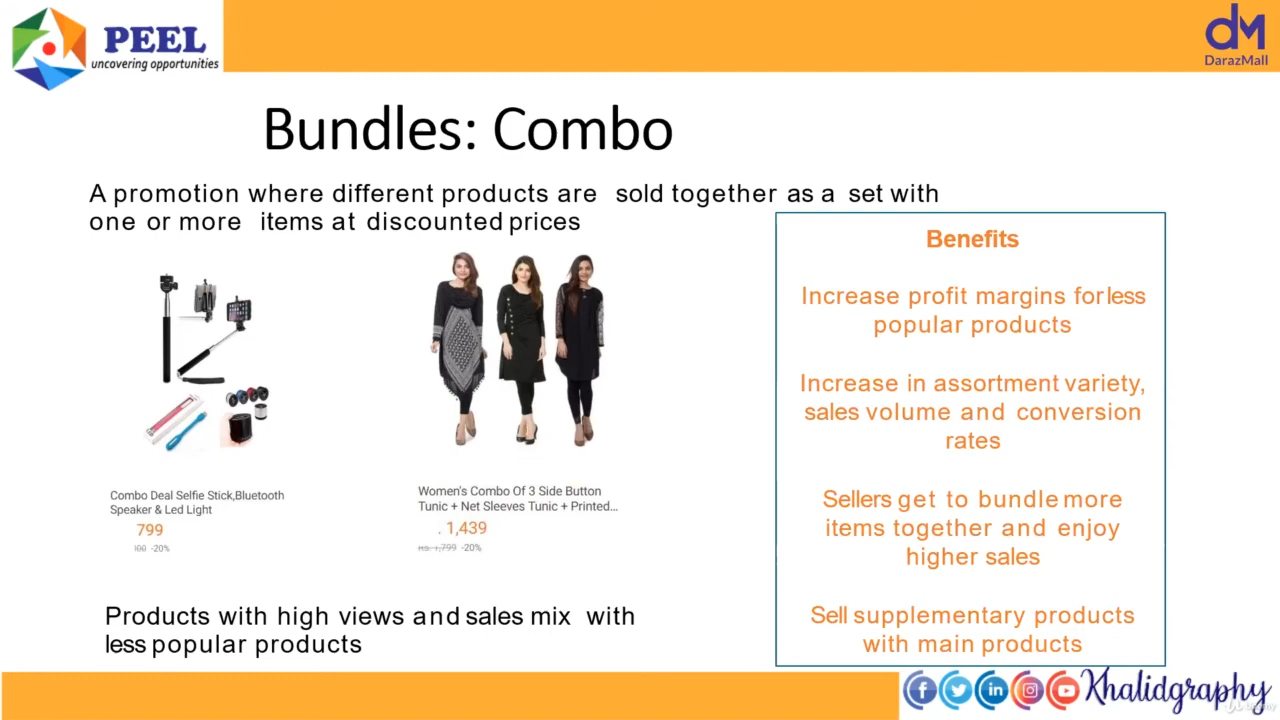 PEEL
uncovering opportunities
dM
DarazMall
Bundles: Combo
A promotion where different products are sold together as a set with
one or more items at discounted prices
Combo Deal Selfie Stick,Bluetooth
Speaker & Led Light
799
-20%
Women's Combo Of 3 Side Button
Tunic + Net Sleeves Tunic + Printed...
1,439
Rs. 1,799 -20%
Products with high views and sales mix with
less popular products
Benefits
Increase profit margins for less
popular products
Increase in assortment variety,
sales volume and conversion
rates
Sellers get to bundle more
items together and enjoy
higher sales
Sell supplementary products
with main products
Khalidgraphy